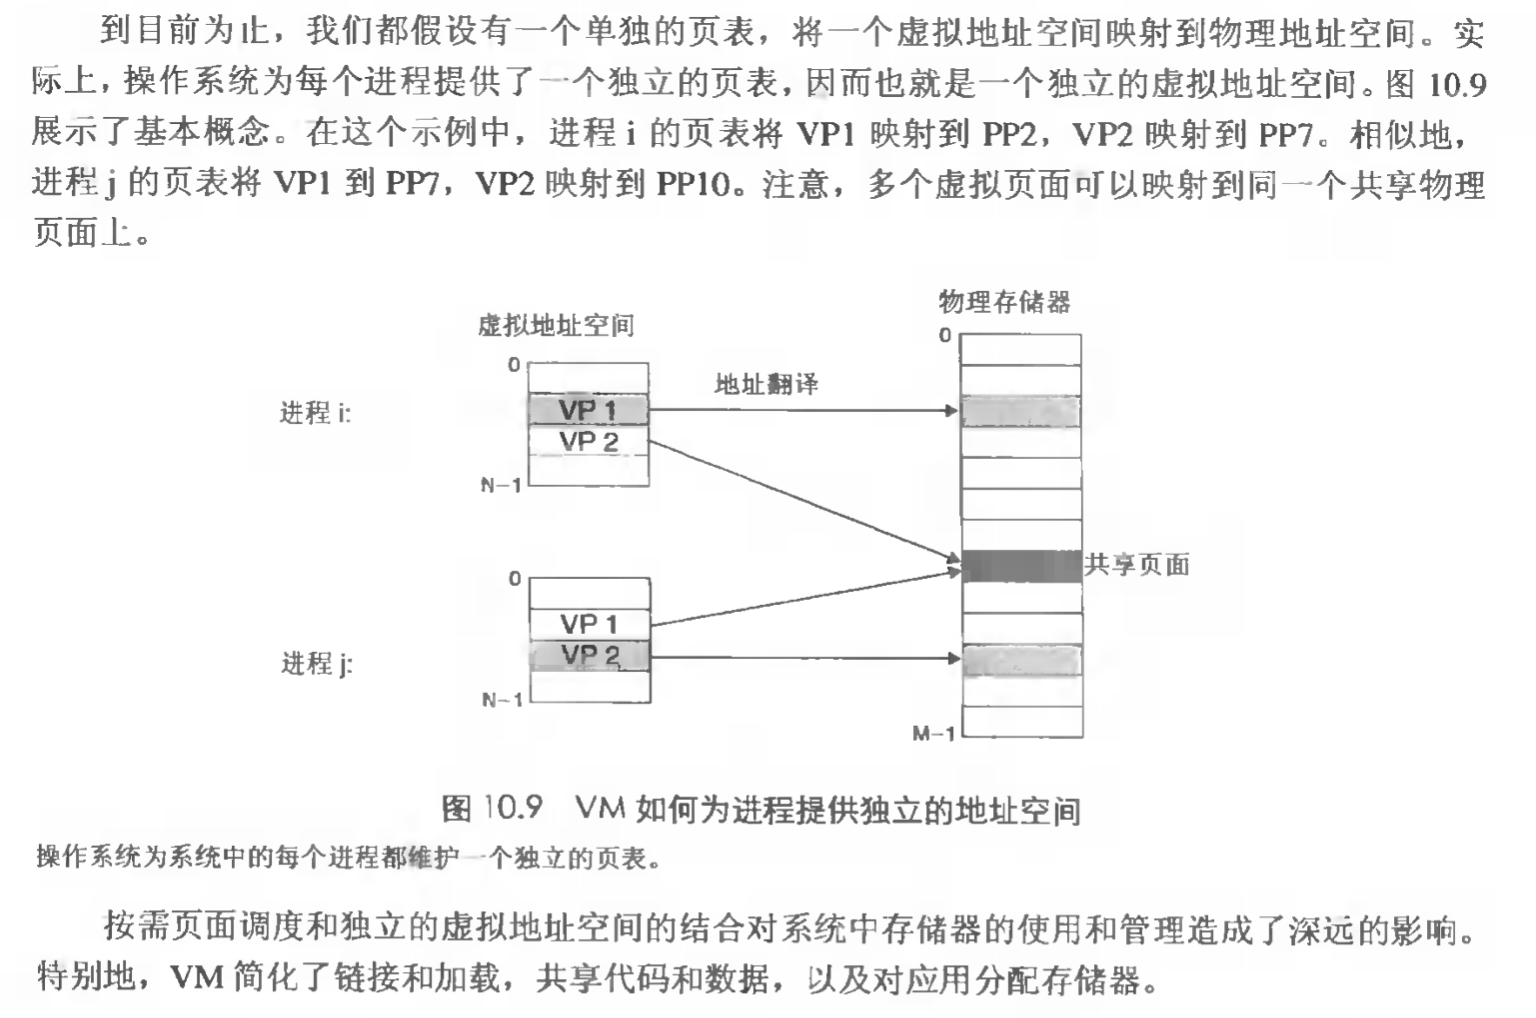 到目前为止，我们都假设有一个单独的页表，将一个虚拟地址空间映射到物理地址空间。实
际上，操作系统为每个进程提供了一个独立的页表，因而也就是一个独立的虚拟地址空间。图 10.9
展示了基本概念。在这个示例中，进程 i 的页表将 VP1 映射到 PP2，VP2 映射到 PP7。相似地，
进程 j 的页表将 VP1 到 PP7，VP2 映射到 PP10。注意，多个虚拟页面可以映射到同一个共享物理
页面上。
物理存储器
虚拟地址空间
0
0
地址翻译
进程 i:
VP 1
VP 2
N-1
共享页面
0
VP 1
进程 j:
VP 2
N-1
M-1
图 10.9 VM 如何为进程提供独立的地址空间
操作系统为系统中的每个进程都维护一个独立的页表。
按需页面调度和独立的虚拟地址空间的结合对系统中存储器的使用和管理造成了深远的影响。
特别地，VM 简化了链接和加载，共享代码和数据，以及对应用分配存储器。